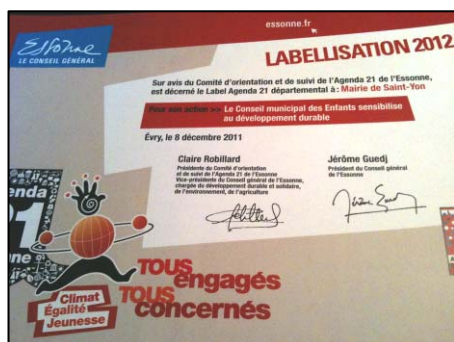 essonne.fr
Essonne
LE CONSEIL GÉNÉRAL
LABELLISATION 2012
Sur avis du Comité d'orientation et de suivi de l'Agenda 21 de l'Essonne,
est décerné le Label Agenda 21 départemental à : Mairie de Saint-Yon
Pour son action >> Le Conseil municipal des Enfants sensibilise
au développement durable
Évry, le 8 décembre 2011
Claire Robillard
Présidente du Comité d'orientation
et de suivi de l'Agenda 21 de l'Essonne
Vice-présidente du Conseil général de l'Essonne,
chargée du développement durable et solidaire,
de l'environnement, de l'agriculture
Jérôme Guedj
Président du Conseil général
de l'Essonne
enda
21
onne
TOUS engagés
TOUS concernés
Climat
Égalité
Jeunesse